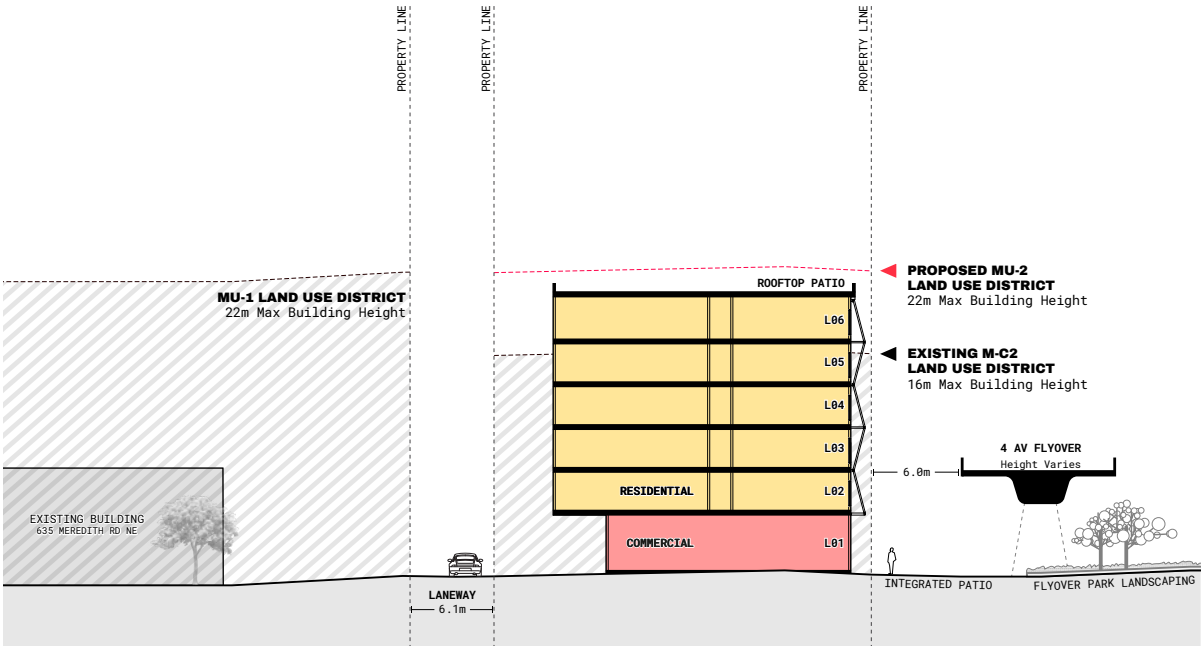 PROPERTY LINE
PROPERTY LINE
PROPERTY LINE
MU-1 LAND USE DISTRICT
22m Max Building Height
ROOFTOP PATIO
PROPOSED MU-2
LAND USE DISTRICT
22m Max Building Height
EXISTING M-C2
LAND USE DISTRICT
16m Max Building Height
L06
L05
L04
L03
RESIDENTIAL
L02
COMMERCIAL
L01
4 AV FLYOVER
Height Varies
6.0m
EXISTING BUILDING
635 MEREDITH RD NE
LANEWAY
6.1m
INTEGRATED PATIO
FLYOVER PARK LANDSCAPING